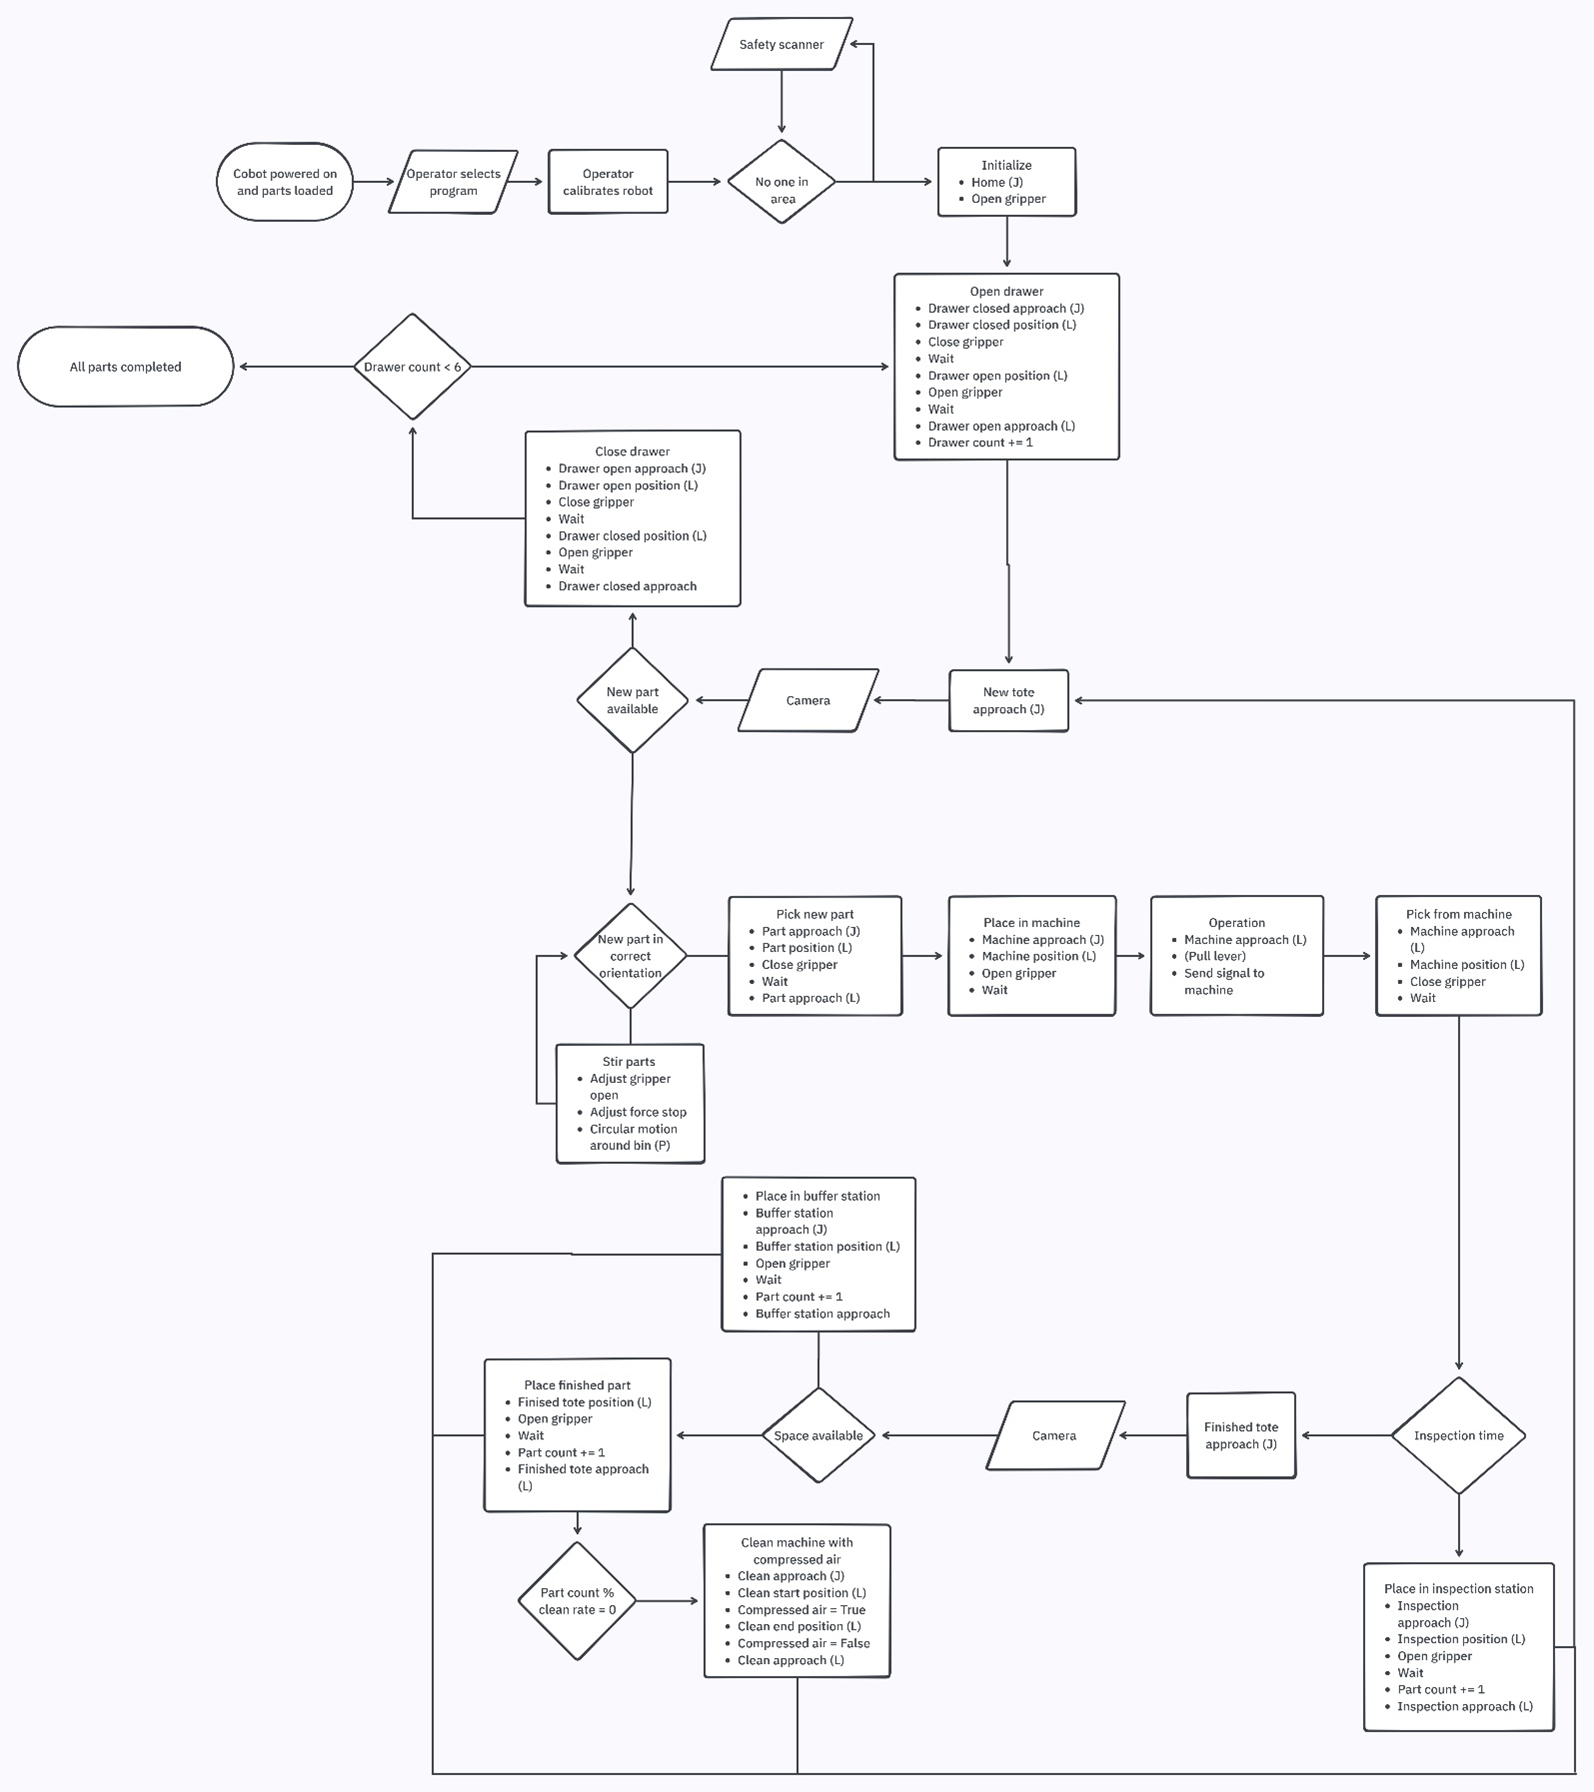 Safety scanner
Cobot powered on
and parts loaded
Operator selects
program
Operator
calibrates robot
No one in
area
Initialize
• Home (J)
• Open gripper
Open drawer
• Drawer closed approach (J)
• Drawer closed position (L)
• Close gripper
• Wait
• Drawer open position (L)
• Open gripper
• Wait
• Drawer open approach (L)
• Drawer count += 1
All parts completed
Drawer count < 6
Close drawer
• Drawer open approach (J)
• Drawer open position (L)
• Close gripper
• Wait
• Drawer closed position (L)
• Open gripper
• Wait
• Drawer closed approach
New part
available
Camera
New tote
approach (J)
New part in
correct
orientation
Pick new part
• Part approach (J)
• Part position (L)
• Close gripper
• Wait
• Part approach (L)
Place in machine
• Machine approach (J)
• Machine position (L)
• Open gripper
• Wait
Operation
• Machine approach (L)
• (Pull lever)
• Send signal to
machine
Pick from machine
• Machine approach
(L)
• Machine position (L)
• Close gripper
• Wait
Stir parts
• Adjust gripper
open
• Adjust force stop
• Circular motion
around bin (P)
• Place in buffer station
• Buffer station
approach (J)
• Buffer station position (L)
• Open gripper
• Wait
• Part count += 1
• Buffer station approach
Place finished part
• Finised tote position (L)
• Open gripper
• Wait
• Part count += 1
• Finished tote approach
(L)
Space available
Camera
Finished tote
approach (J)
Inspection time
Part count %
clean rate = 0
Clean machine with
compressed air
• Clean approach (J)
• Clean start position (L)
• Compressed air = True
• Clean end position (L)
• Compressed air = False
• Clean approach (L)
Place in inspection station
• Inspection
approach (J)
• Inspection position (L)
• Open gripper
• Wait
• Part count += 1
• Inspection approach (L)